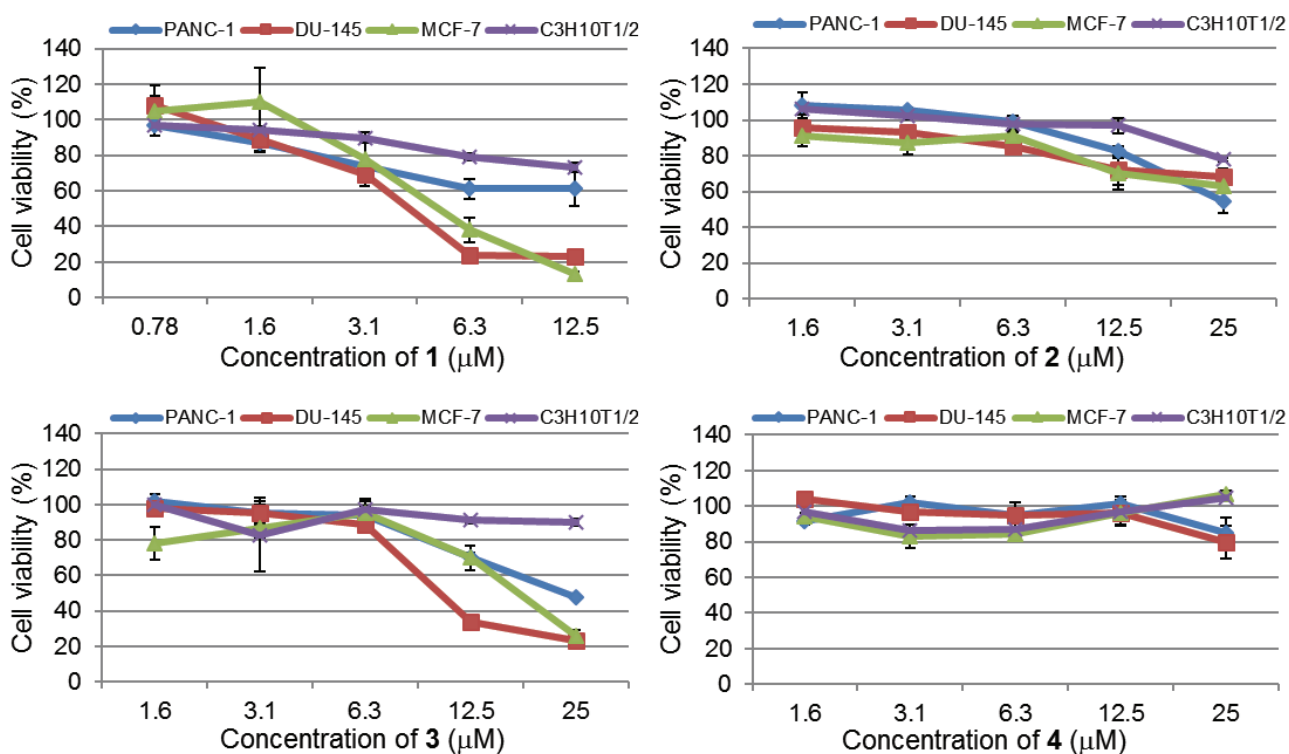 PANC-1 DU-145 MCF-7 C3H10T1/2
Cell viability (%)
140
120
100
80
60
40
20
0
0.78 1.6 3.1 6.3 12.5
Concentration of 1 (μM)
PANC-1 DU-145 MCF-7 C3H10T1/2
Cell viability (%)
140
120
100
80
60
40
20
0
1.6 3.1 6.3 12.5 25
Concentration of 2 (μM)
PANC-1 DU-145 MCF-7 C3H10T1/2
Cell viability (%)
140
120
100
80
60
40
20
0
1.6 3.1 6.3 12.5 25
Concentration of 3 (μM)
PANC-1 DU-145 MCF-7 C3H10T1/2
Cell viability (%)
140
120
100
80
60
40
20
0
1.6 3.1 6.3 12.5 25
Concentration of 4 (μM)